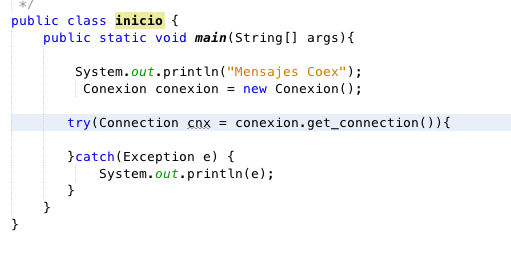 */
public class inicio {
public static void main(String[] args){
System.out.println("Mensajes Coex");
Conexion conexion = new Conexion();
try(Connection cnx = conexion.get_connection()){
}catch(Exception e) {
System.out.println(e);
}
}
}